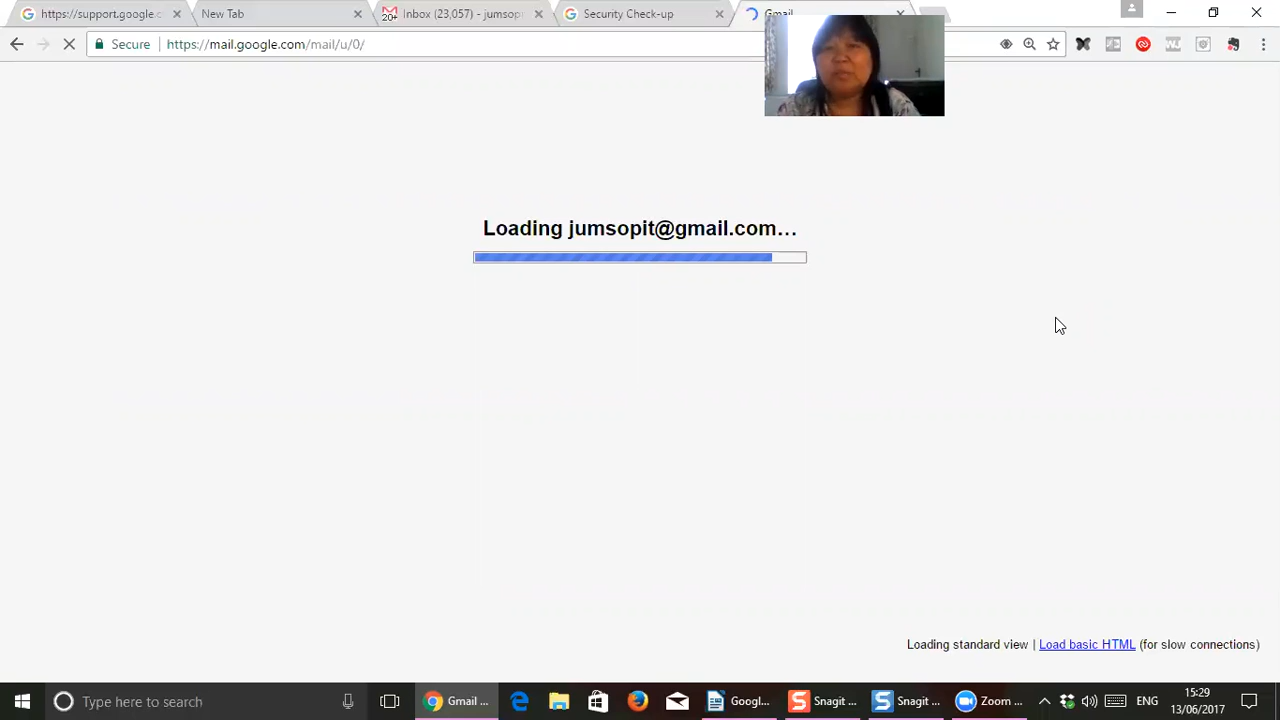 https://support.google.c
New Tab
Inbox (23,057) - jumsop
Security Check-up
Gmail
Secure
https://mail.google.com/mail/u/0/
Loading jumsopit@gmail.com...
Loading standard view | Load basic HTML (for slow connections)
Type here to search
Gmail ...
Googl...
Snagit ...
Snagit ...
Zoom ...
ENG
15:29
13/06/2017